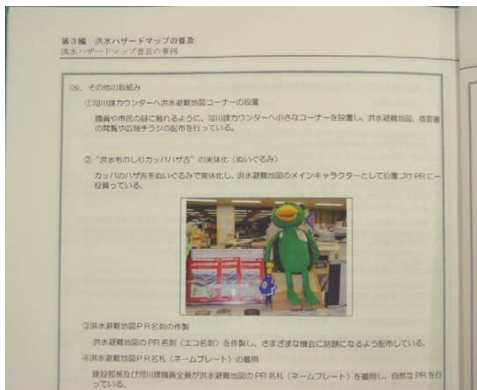 第3編 洪水ハザードマップの普及
洪水ハザードマップ普及の事例
(3) その他の取組み
①河川課カウンターへ洪水避難地図コーナーの設置
職員や市民の目に触れるように、河川課カウンターへ小さなコーナーを設置し、洪水避難地図、仮図書
の閲覧や広報チラシの配布を行っている。
② “洪水ものしりカッパハザ吉”の実体化（ぬいぐるみ）
カッパのハザ吉をぬいぐるみで実体化し、洪水避難地図のメインキャラクターとして位置づけPRに一
役買っている。
③洪水避難地図PR名刺の作製
洪水避難地図のPR名刺（エコ名刺）を作製し、さまざまな機会に話題になるよう配布している。
④洪水避難地図PR名札（ネームプレート）の着用
建設部長及び河川課職員全員が洪水避難地図のPR名札（ネームプレート）を着用し、自然なPRを行
っている。